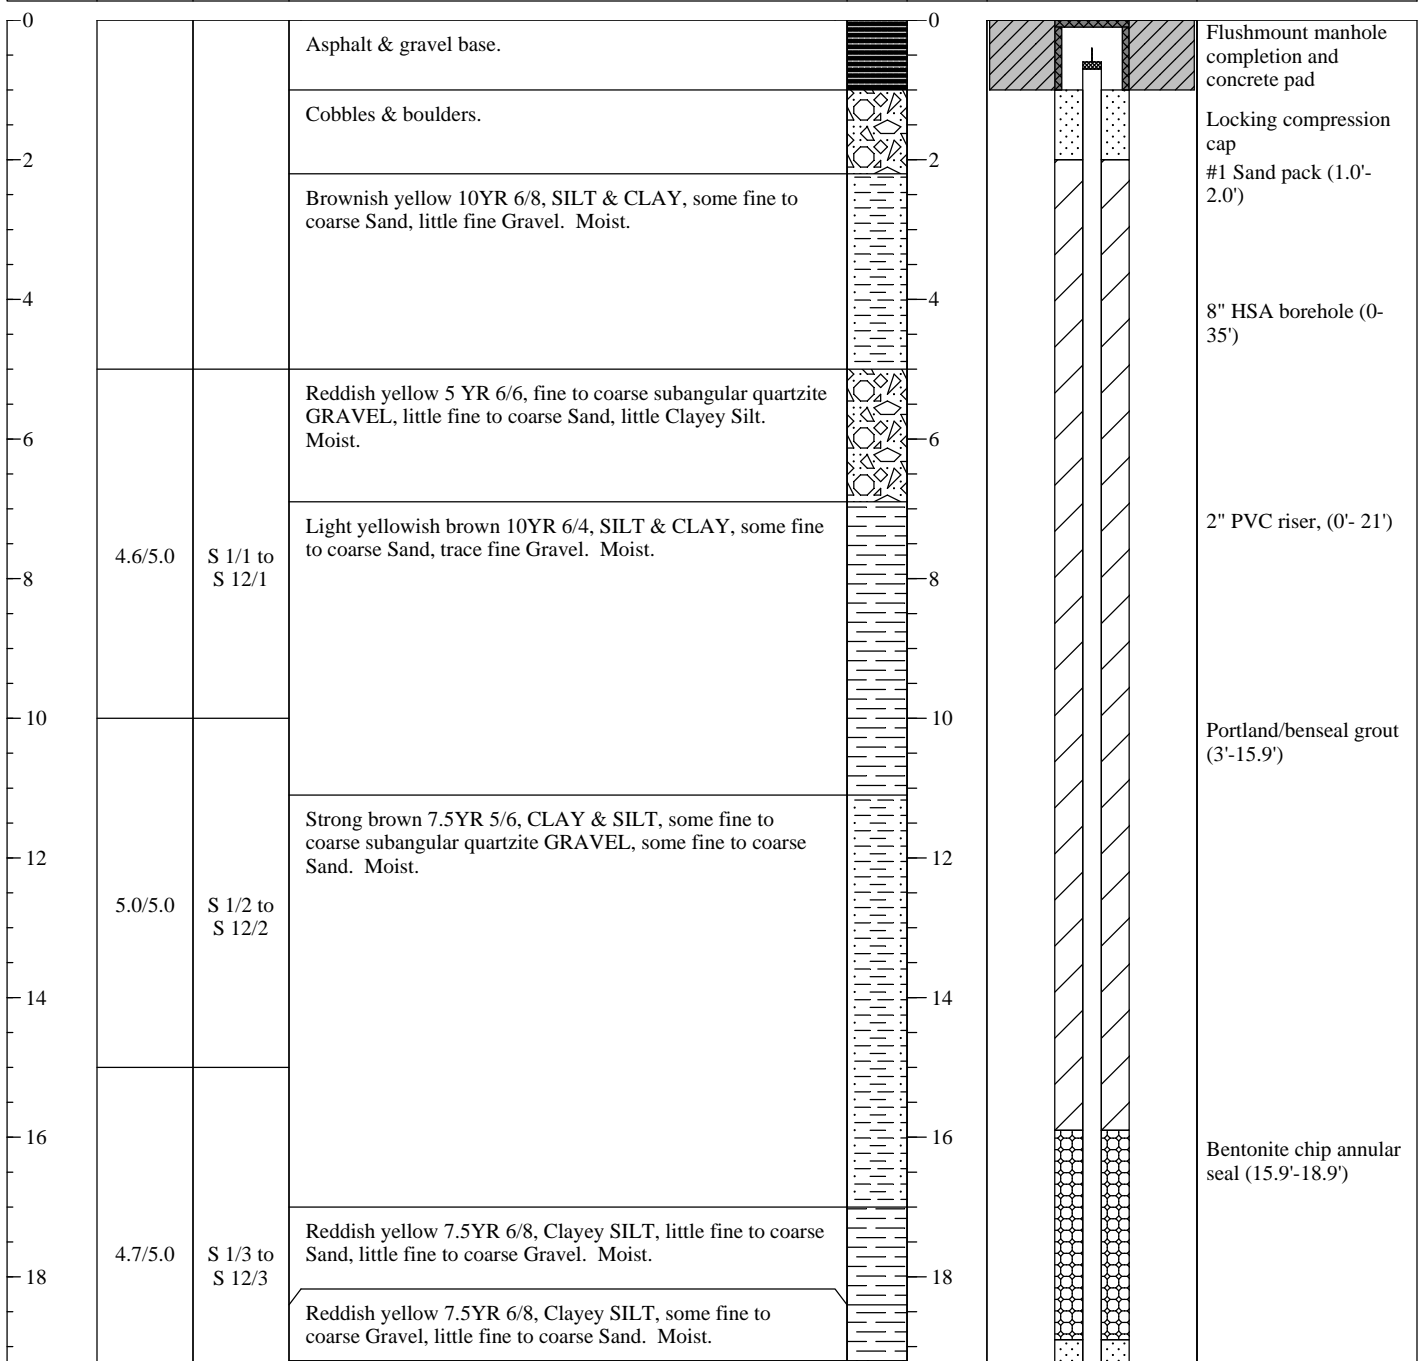 0
2
4
6
8
10
12
14
16
18
4.6/5.0
5.0/5.0
4.7/5.0
S 1/1 to
S 12/1
S 1/2 to
S 12/2
S 1/3 to
S 12/3
Asphalt & gravel base.
Cobbles & boulders.
Brownish yellow 10YR 6/8, SILT & CLAY, some fine to
coarse Sand, little fine Gravel.  Moist.
Reddish yellow 5 YR 6/6, fine to coarse subangular quartzite
GRAVEL, little fine to coarse Sand, little Clayey Silt.
Moist.
Light yellowish brown 10YR 6/4, SILT & CLAY, some fine
to coarse Sand, trace fine Gravel.  Moist.
Strong brown 7.5YR 5/6, CLAY & SILT, some fine to
coarse subangular quartzite GRAVEL, some fine to coarse
Sand.  Moist.
Reddish yellow 7.5YR 6/8, Clayey SILT, little fine to coarse
Sand, little fine to coarse Gravel.  Moist.
Reddish yellow 7.5YR 6/8, Clayey SILT, some fine to
coarse Gravel, little fine to coarse Sand.  Moist.
0
2
4
6
8
10
12
14
16
18
Flushmount manhole
completion and
concrete pad
Locking compression
cap
#1 Sand pack (1.0'-
2.0')
8" HSA borehole (0-
35')
2" PVC riser, (0'- 21')
Portland/benseal grout
(3'-15.9')
Bentonite chip annular
seal (15.9'-18.9')